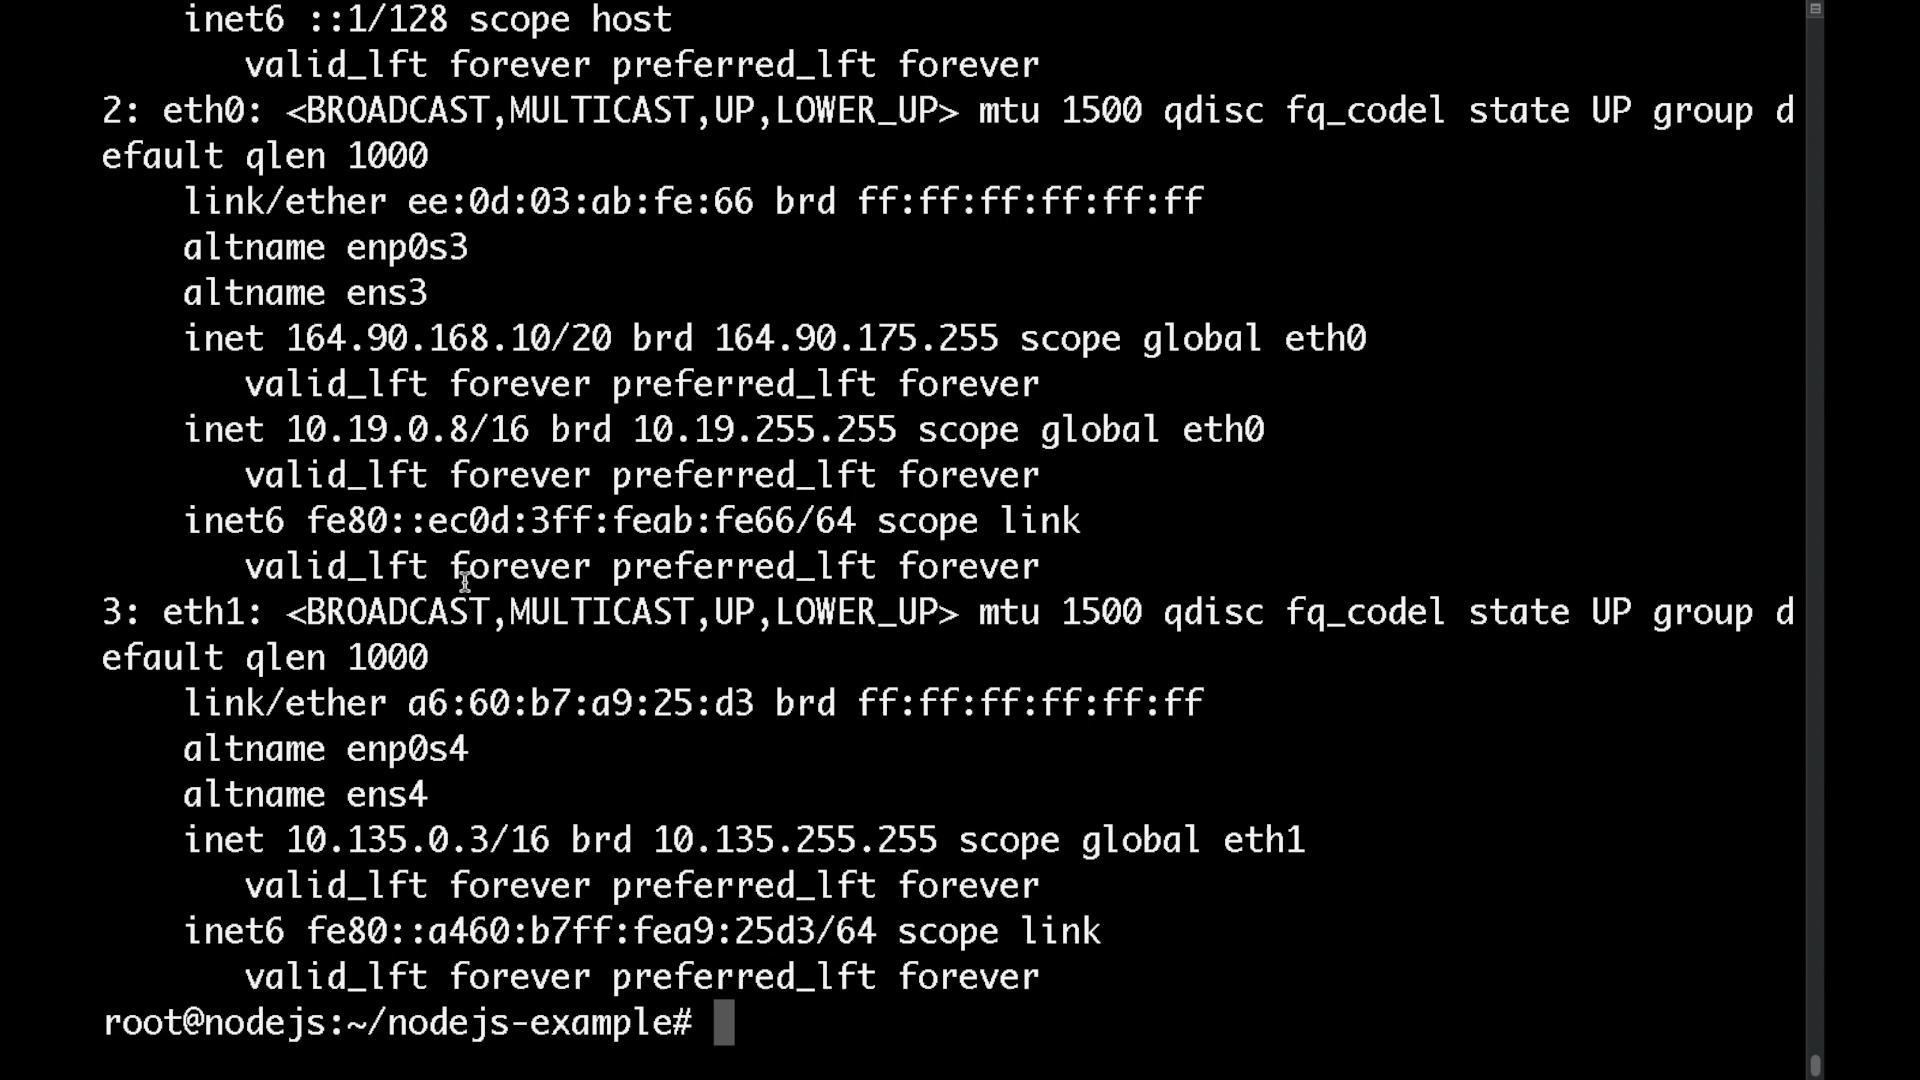 inet6 ::1/128 scope host
valid_lft forever preferred_lft forever
2: eth0: <BROADCAST,MULTICAST,UP,LOWER_UP> mtu 1500 qdisc fq_codel state UP group d
efault qlen 1000
link/ether ee:0d:03:ab:fe:66 brd ff:ff:ff:ff:ff:ff
altname enp0s3
altname ens3
inet 164.90.168.10/20 brd 164.90.175.255 scope global eth0
valid_lft forever preferred_lft forever
inet 10.19.0.8/16 brd 10.19.255.255 scope global eth0
valid_lft forever preferred_lft forever
inet6 fe80::ec0d:3ff:feab:fe66/64 scope link
valid_lft forever preferred_lft forever
3: eth1: <BROADCAST,MULTICAST,UP,LOWER_UP> mtu 1500 qdisc fq_codel state UP group d
efault qlen 1000
link/ether a6:60:b7:a9:25:d3 brd ff:ff:ff:ff:ff:ff
altname enp0s4
altname ens4
inet 10.135.0.3/16 brd 10.135.255.255 scope global eth1
valid_lft forever preferred_lft forever
inet6 fe80::a460:b7ff:fea9:25d3/64 scope link
valid_lft forever preferred_lft forever
root@nodejs:~/nodejs-example#